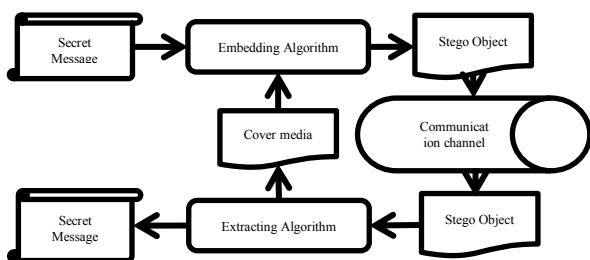 Secret
Message
Embedding Algorithm
Stego Object
Cover media
Communicat
ion channel
Secret
Message
Extracting Algorithm
Stego Object